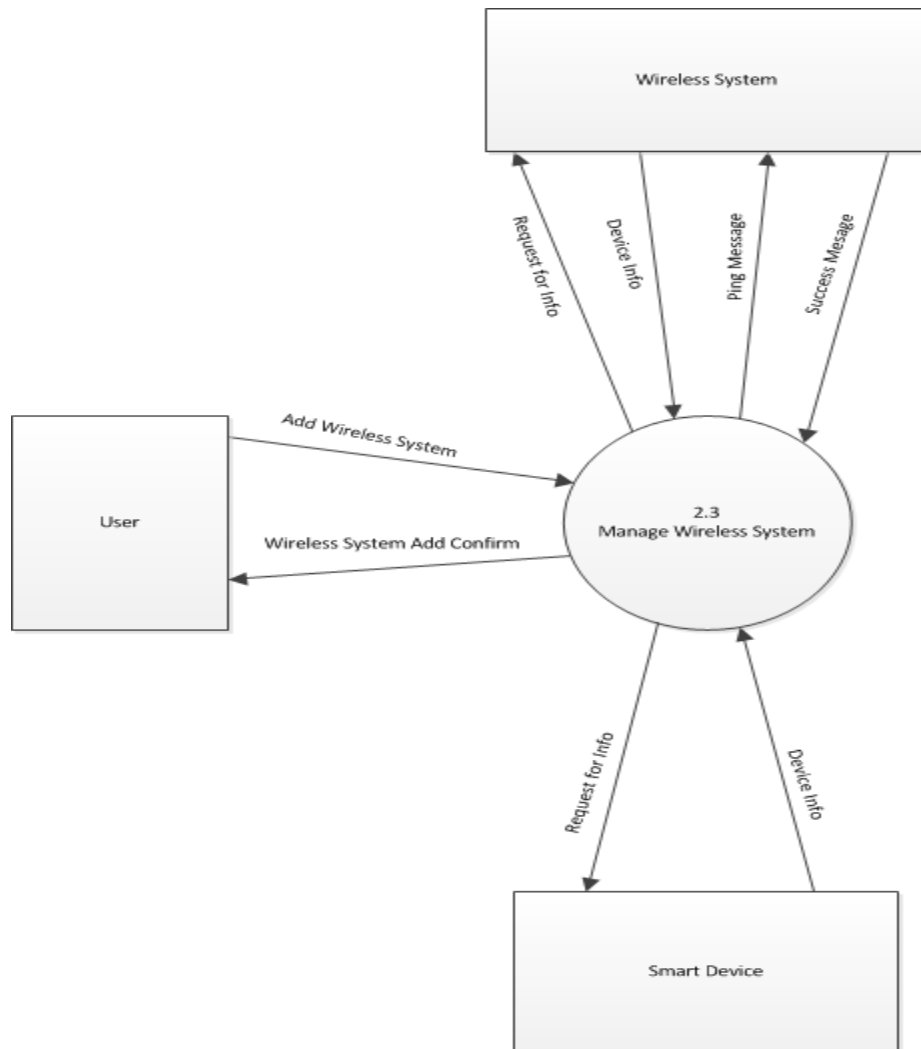 Wireless System
Request for Info
Device Info
Ping Message
Success Mesage
Add Wireless System
User
2.3
Manage Wireless System
Wireless System Add Confirm
Request for Info
Device Info
Smart Device